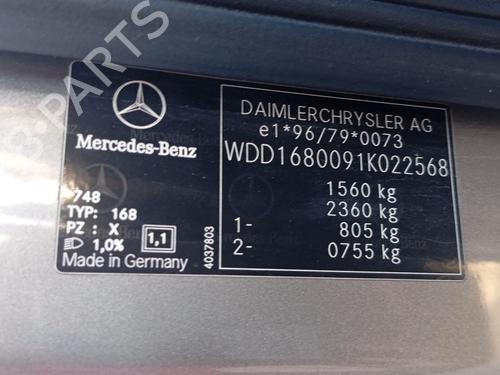 B-PARTS
Mercedes-Benz
748
TYP: 168
PZ : X
1,0% 1,1
Made in Germany
4037803
DAIMLERCHRYSLER AG
e1*96/79*0073
WDD1680091K022568
1560 kg
2360 kg
1- 805 kg
2- 0755 kg